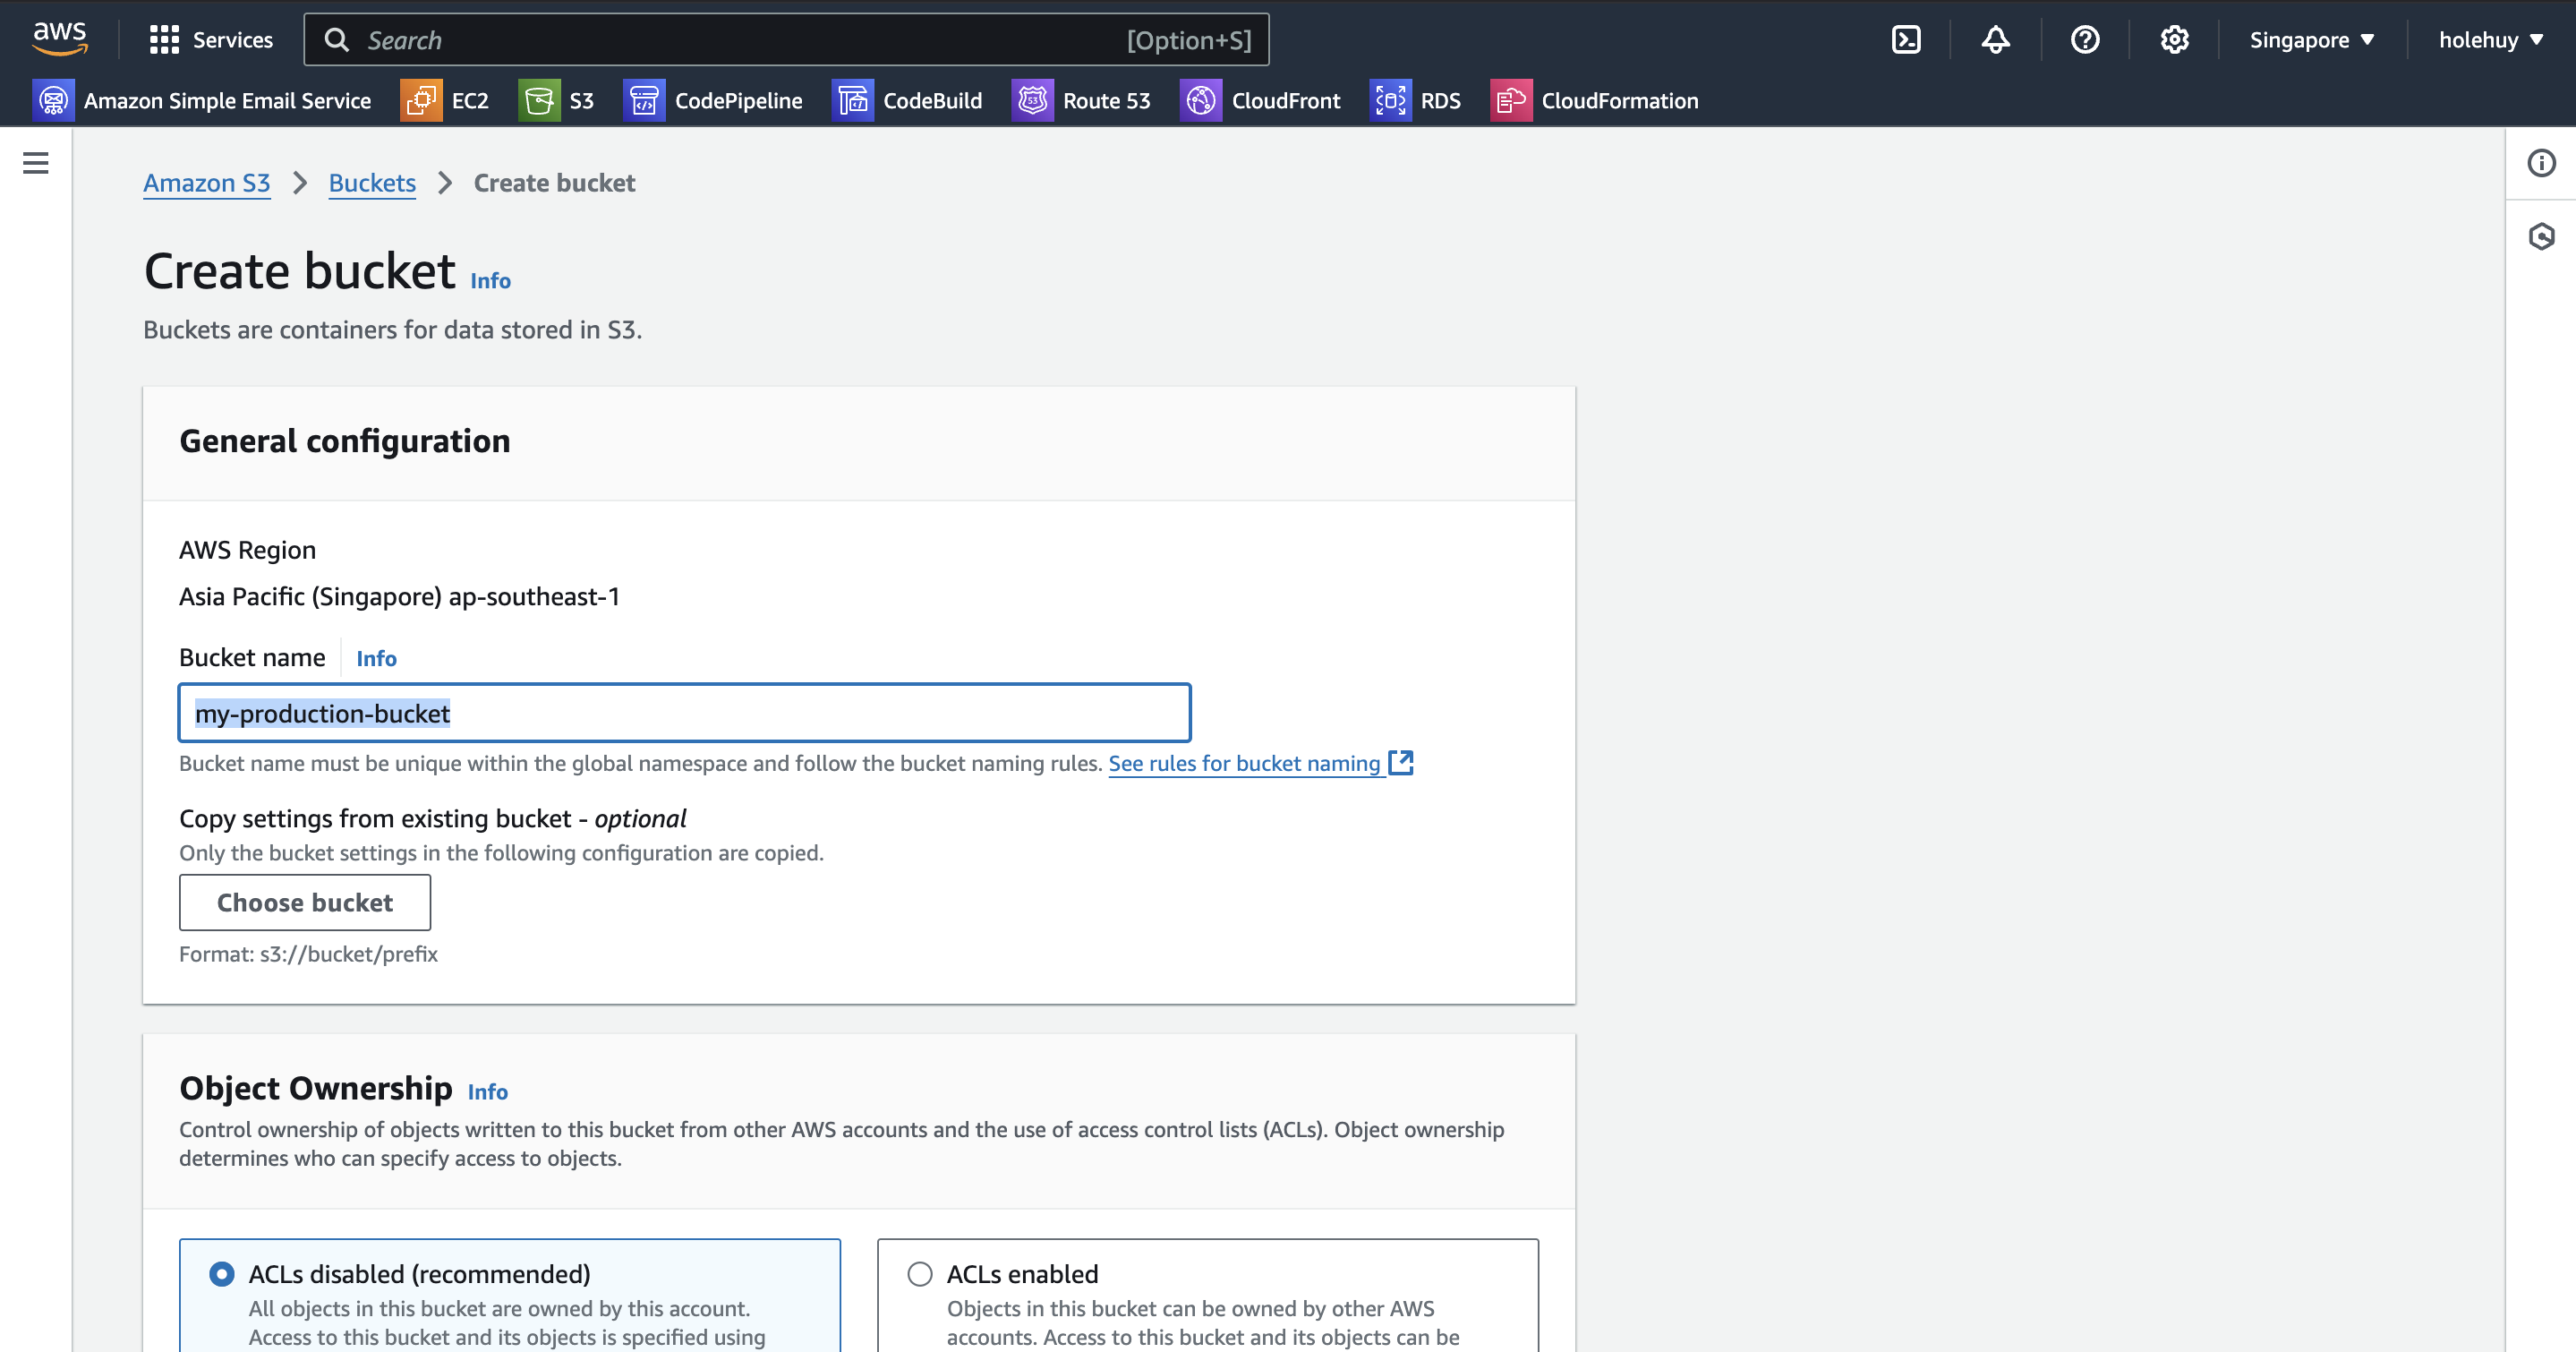 aws Services Search [Option+S] Singapore holehuy
Amazon Simple Email Service EC2 S3 CodePipeline CodeBuild Route 53 CloudFront RDS CloudFormation
Amazon S3 > Buckets > Create bucket
Create bucket Info
Buckets are containers for data stored in S3.
General configuration
AWS Region
Asia Pacific (Singapore) ap-southeast-1
Bucket name Info
my-production-bucket
Bucket name must be unique within the global namespace and follow the bucket naming rules. See rules for bucket naming
Copy settings from existing bucket - optional
Only the bucket settings in the following configuration are copied.
Choose bucket
Format: s3://bucket/prefix
Object Ownership Info
Control ownership of objects written to this bucket from other AWS accounts and the use of access control lists (ACLs). Object ownership
determines who can specify access to objects.
ACLs disabled (recommended)
All objects in this bucket are owned by this account.
Access to this bucket and its objects is specified using
ACLs enabled
Objects in this bucket can be owned by other AWS
accounts. Access to this bucket and its objects can be